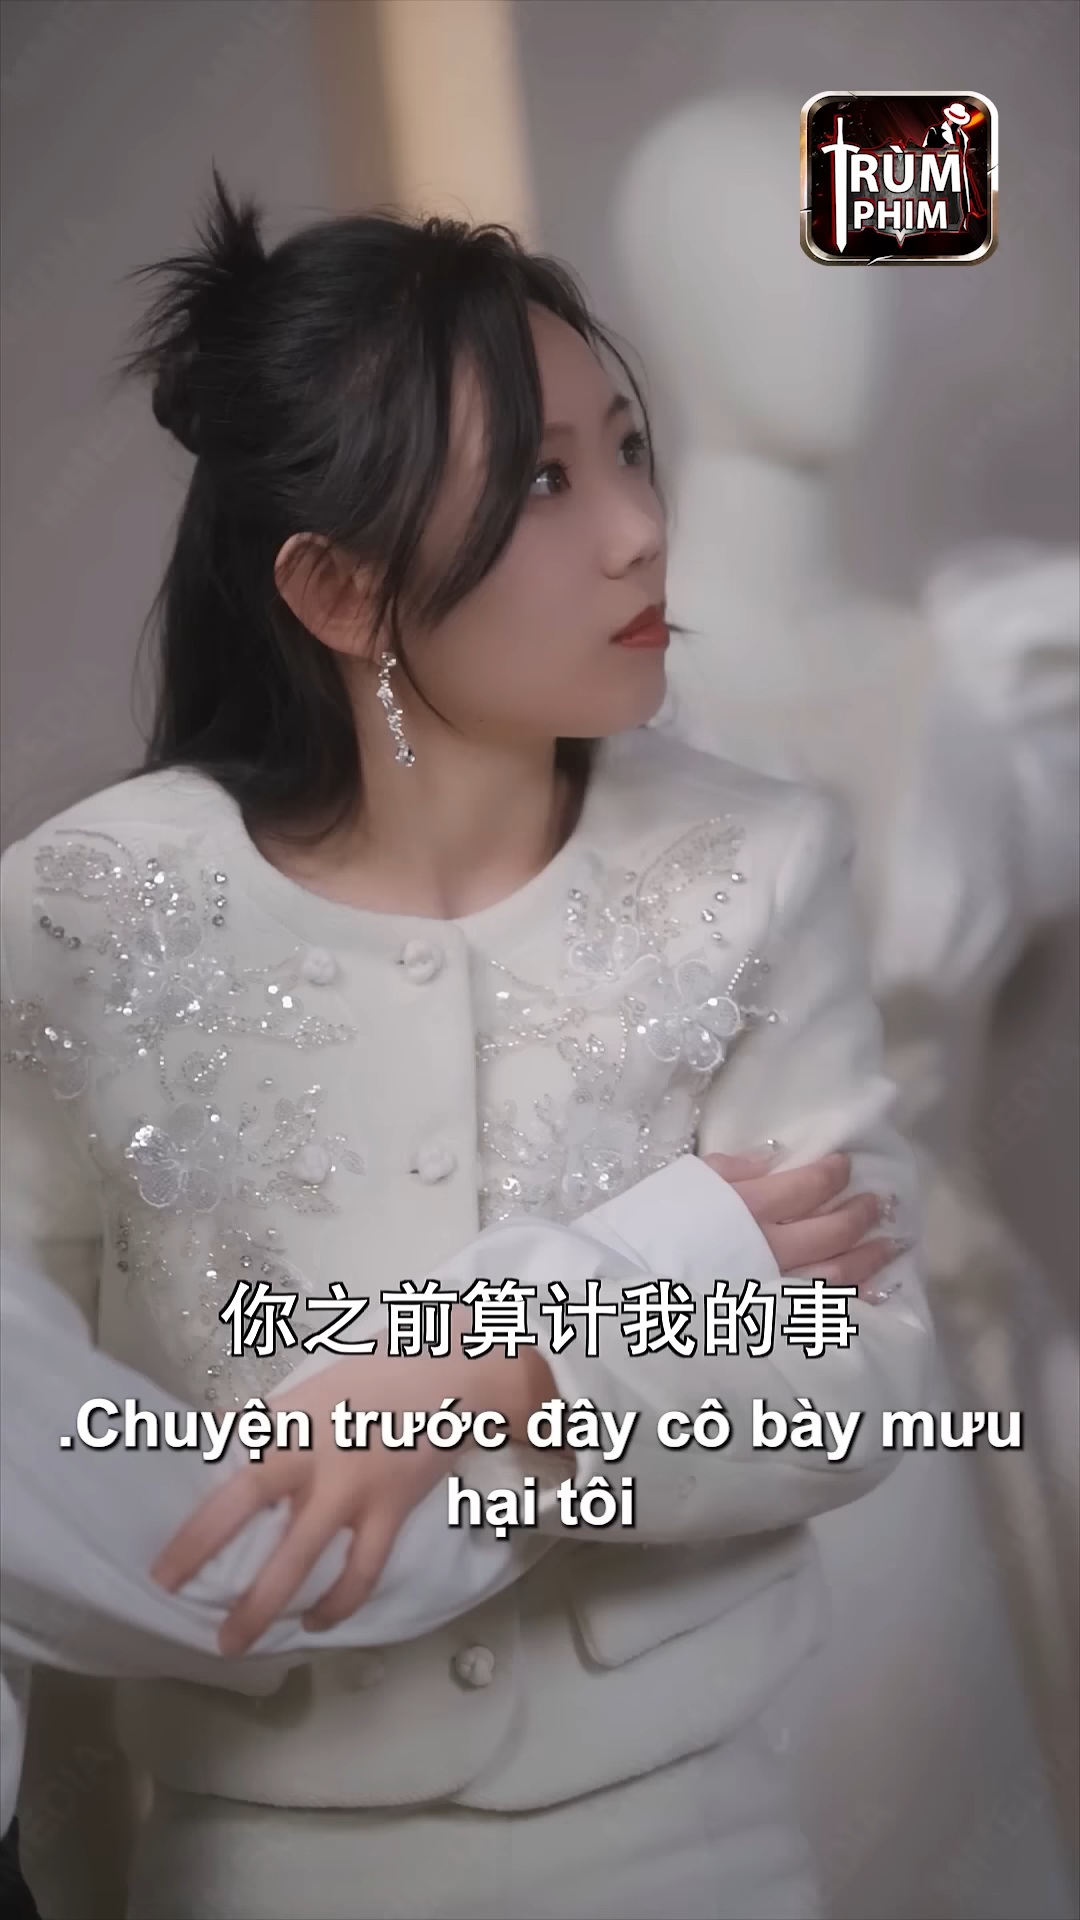 TRÙM
PHIM
你之前算计我的事
.Chuyện trước đây cô bày mưu
hại tôi